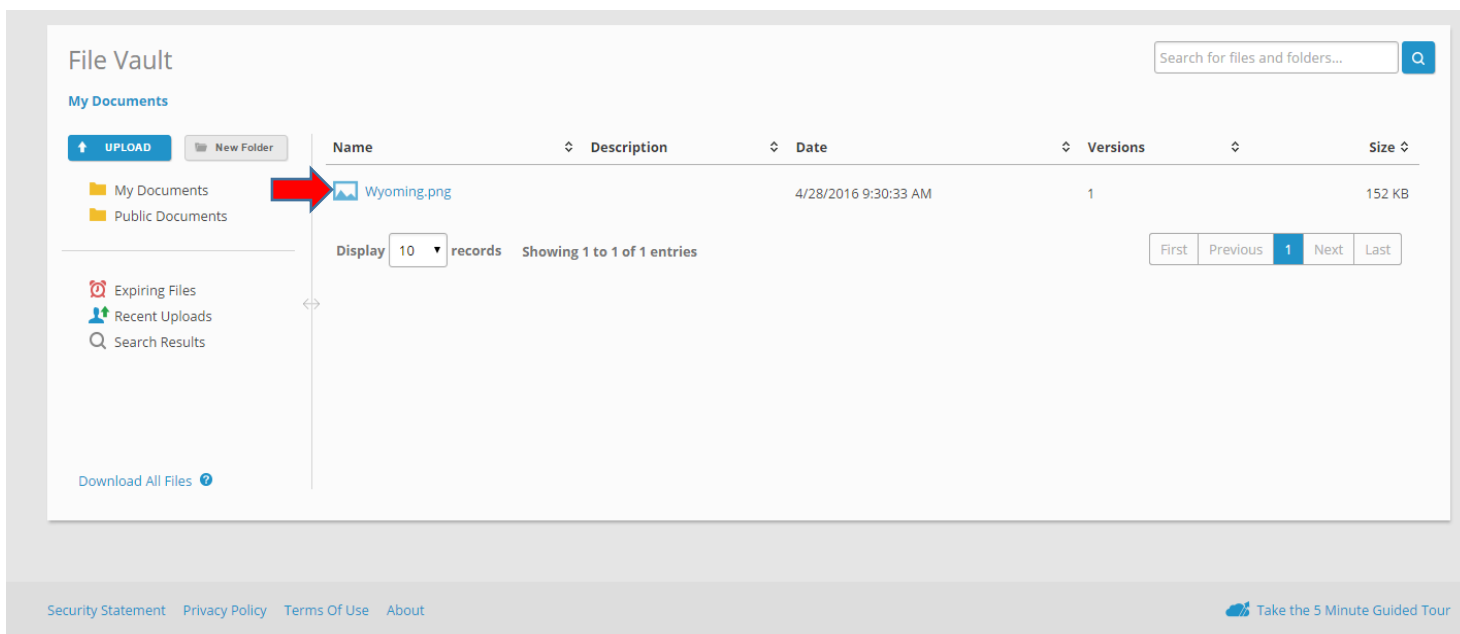 File Vault
Search for files and folders...
My Documents
UPLOAD New Folder
Name Description Date Versions Size
My Documents
Public Documents
Wyoming.png 4/28/2016 9:30:33 AM 1 152 KB
Display 10 records Showing 1 to 1 of 1 entries
First Previous 1 Next Last
Expiring Files
Recent Uploads
Search Results
Download All Files ?
Security Statement Privacy Policy Terms Of Use About
Take the 5 Minute Guided Tour